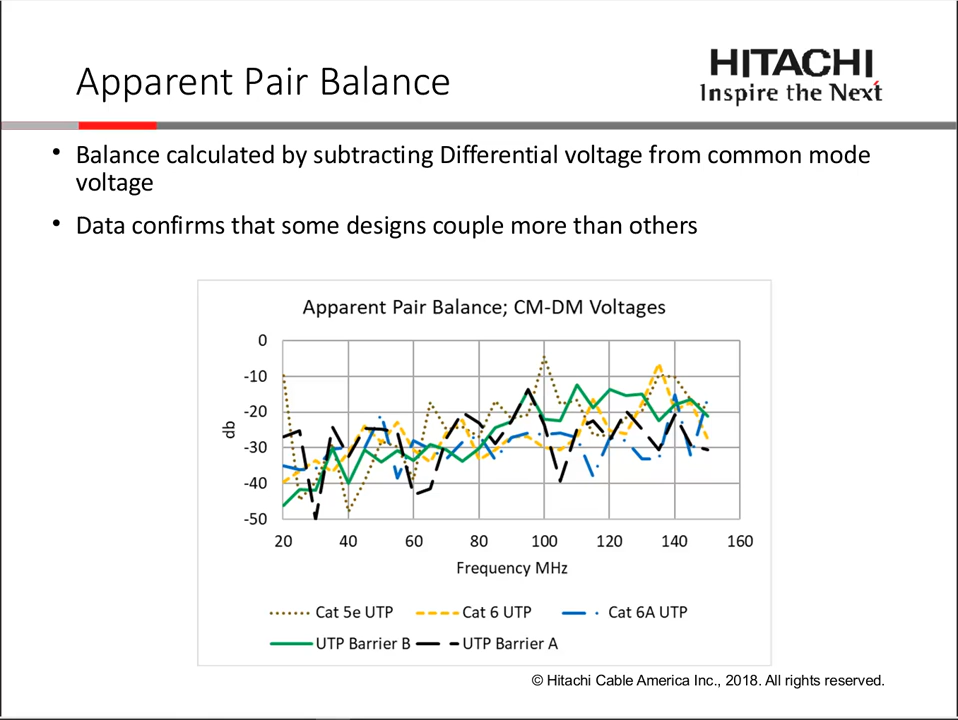 Apparent Pair Balance
HITACHI
Inspire the Next
• Balance calculated by subtracting Differential voltage from common mode
voltage
• Data confirms that some designs couple more than others
Apparent Pair Balance; CM-DM Voltages
0
-10
-20
-30
-40
-50
db
20 40 60 80 100 120 140 160
Frequency MHz
Cat 5e UTP Cat 6 UTP Cat 6A UTP
UTP Barrier B UTP Barrier A
© Hitachi Cable America Inc., 2018. All rights reserved.